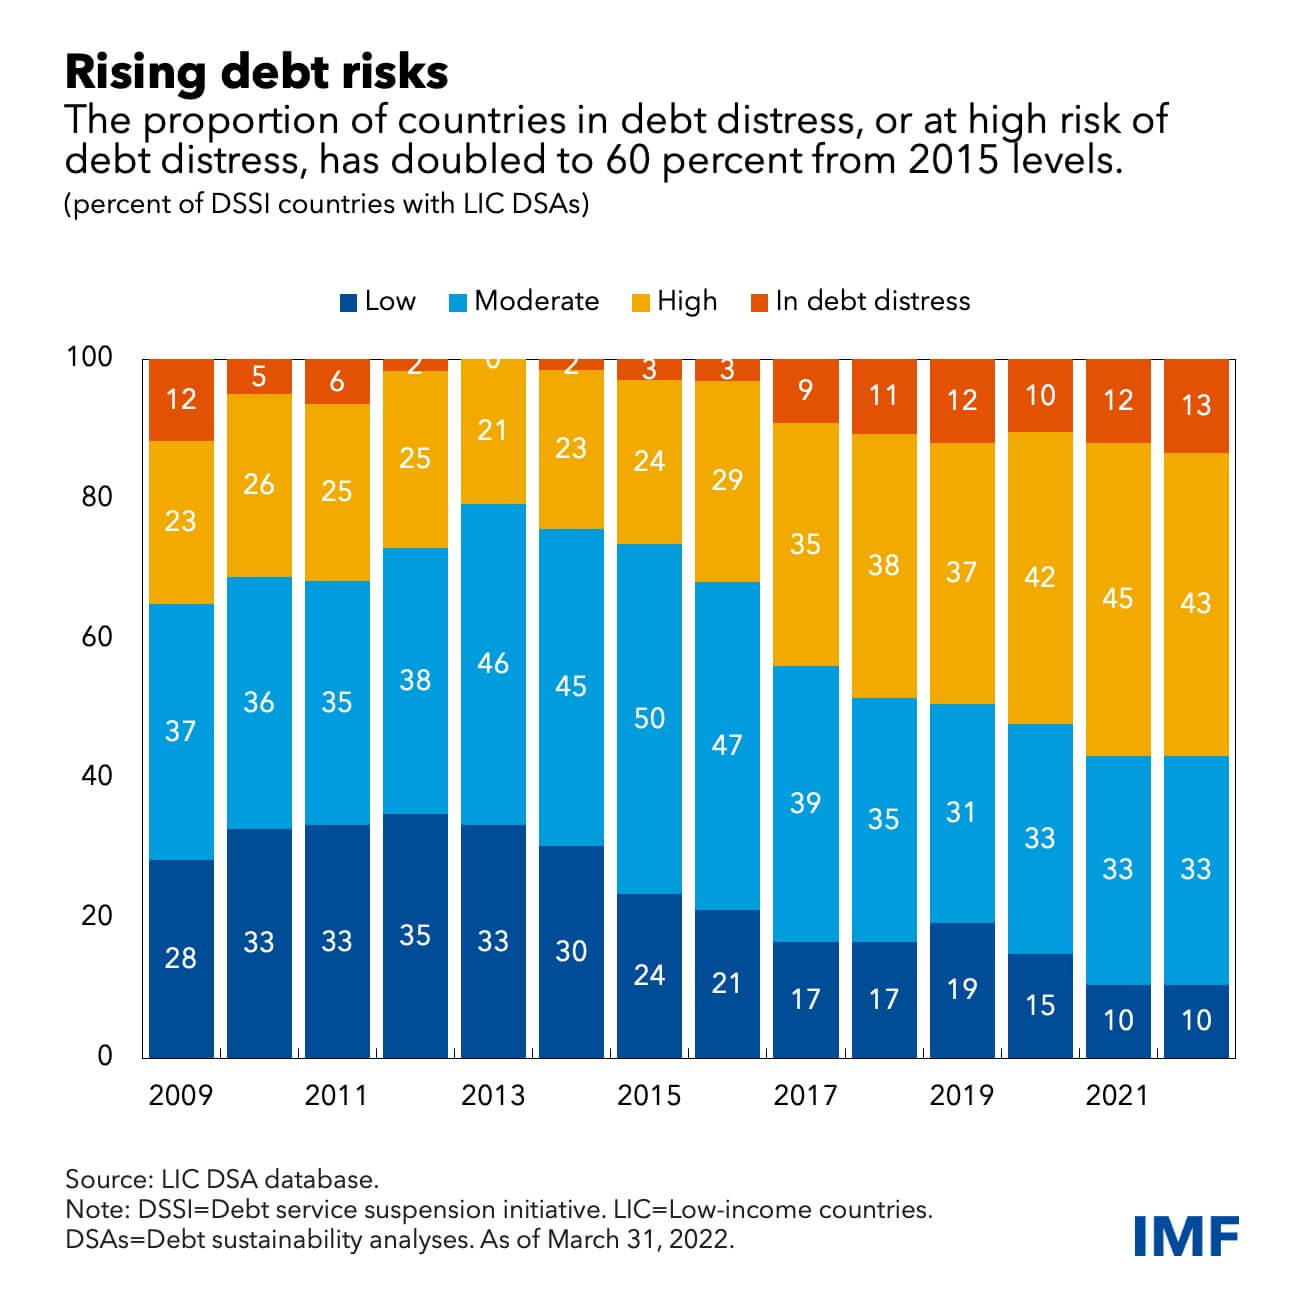 Rising debt risks
The proportion of countries in debt distress, or at high risk of
debt distress, has doubled to 60 percent from 2015 levels.
(percent of DSSI countries with LIC DSAs)
Low Moderate High In debt distress
100
80
60
40
20
0
12 5 6 2 0 2 3 3 9 11 12 10 12 13
23 26 25 25 21 23 24 29 35 38 37 42 45 43
37 36 35 38 46 45 50 47 39 35 31 33 33 33
28 33 33 35 33 30 24 21 17 17 19 15 10 10
2009 2011 2013 2015 2017 2019 2021
Source: LIC DSA database.
Note: DSSI=Debt service suspension initiative. LIC=Low-income countries.
DSAs=Debt sustainability analyses. As of March 31, 2022.
IMF